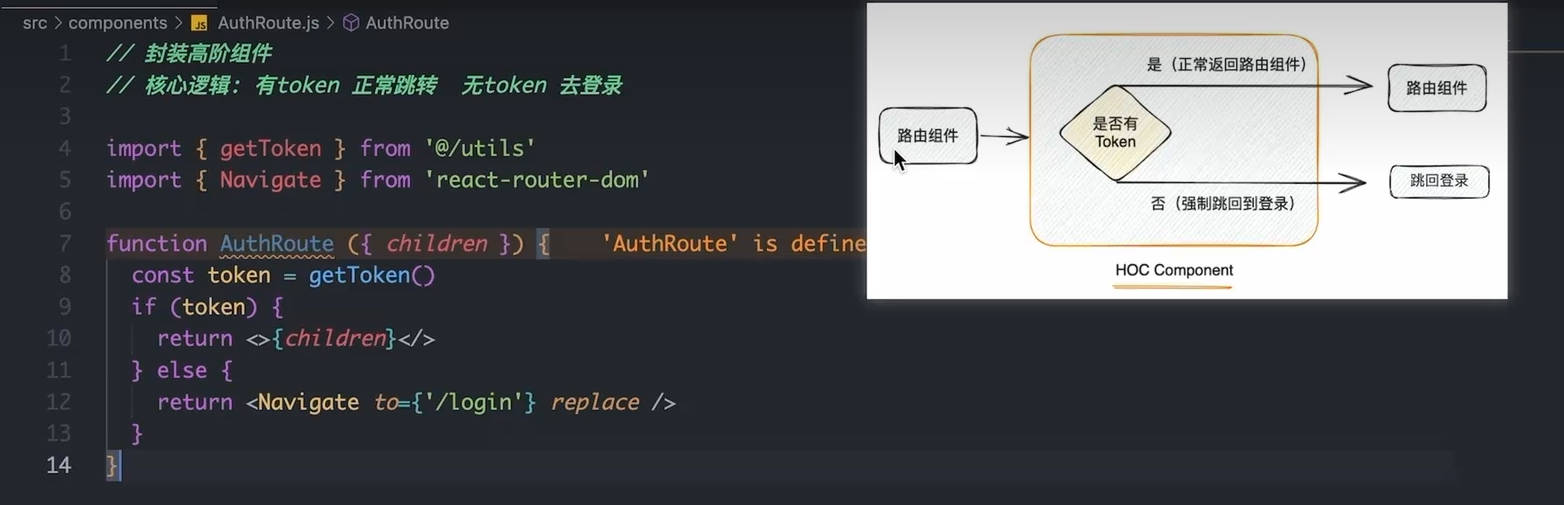 src > components > JS AuthRoute.js > AuthRoute
1 // 封装高阶组件
2 // 核心逻辑: 有token 正常跳转 无token 去登录
3
4 import { getToken } from '@/utils'
5 import { Navigate } from 'react-router-dom'
6
7 function AuthRoute ({ children }) { 'AuthRoute' is define
8 const token = getToken()
9 if (token) {
10 return <>{children}</>
11 } else {
12 return <Navigate to={'/login'} replace />
13 }
14 }
是（正常返回路由组件）
路由组件
是否有
Token
路由组件
跳回登录
否（强制跳回到登录）
HOC Component